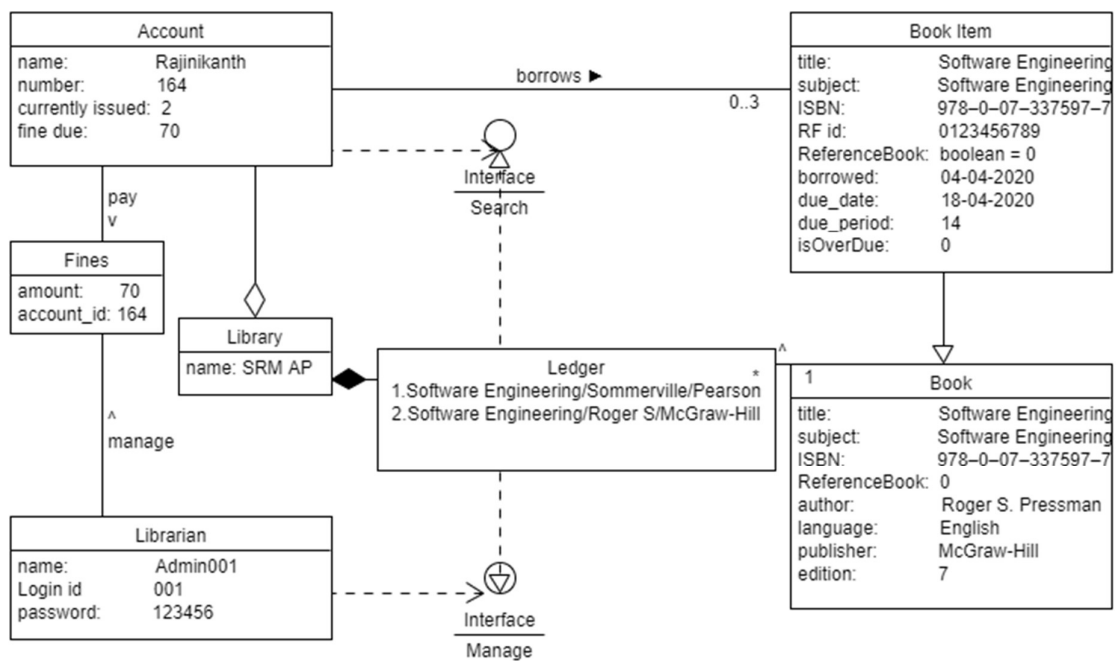 Account
name: Rajinikanth
number: 164
currently issued: 2
fine due: 70
borrows ►
0..3
Book Item
title: Software Engineering
subject: Software Engineering
ISBN: 978–0–07–337597–7
RF id: 0123456789
ReferenceBook: boolean = 0
borrowed: 04-04-2020
due_date: 18-04-2020
due_period: 14
isOverDue: 0
Interface
Search
pay
v
Fines
amount: 70
account_id: 164
Library
name: SRM AP
Ledger
*
1.Software Engineering/Sommerville/Pearson
2.Software Engineering/Roger S/McGraw-Hill
^
1
Book
title: Software Engineering
subject: Software Engineering
ISBN: 978–0–07–337597–7
ReferenceBook: 0
author: Roger S. Pressman
language: English
publisher: McGraw-Hill
edition: 7
^
manage
Librarian
name: Admin001
Login id 001
password: 123456
Interface
Manage